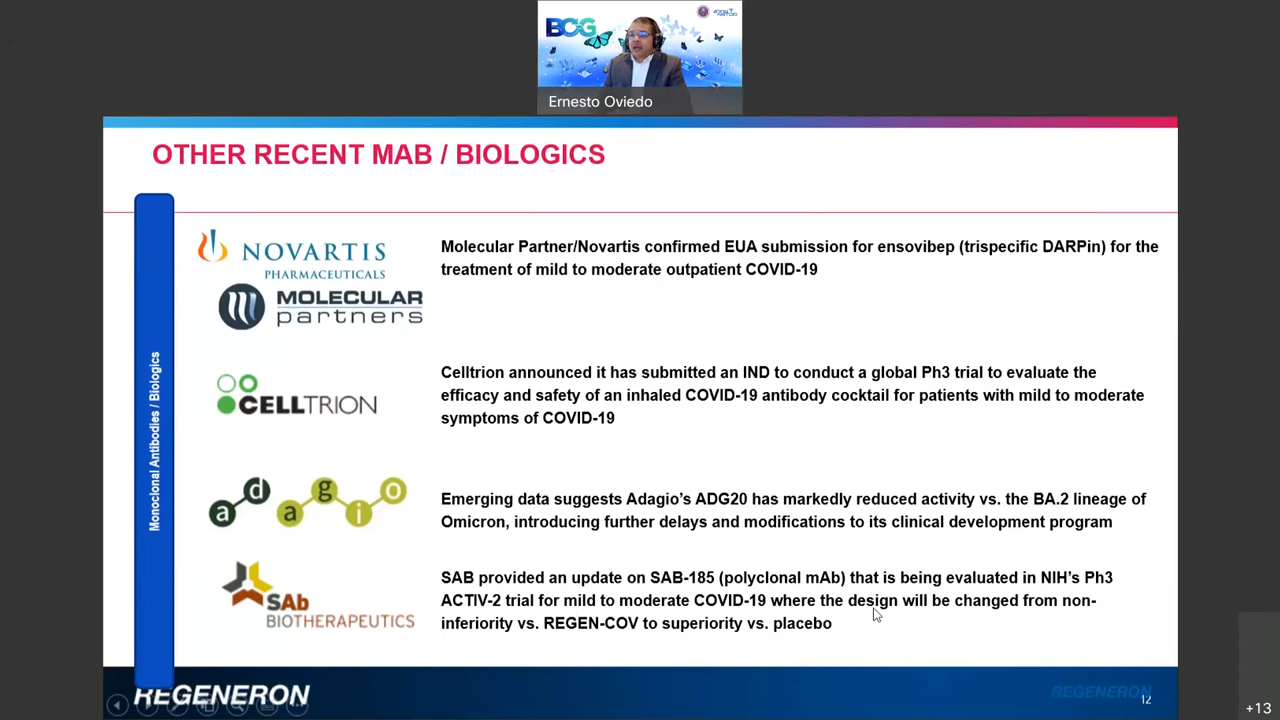 BCG
Ernesto Oviedo
OTHER RECENT MAB / BIOLOGICS
Monoclonal Antibodies / Biologics
NOVARTIS
PHARMACEUTICALS
MOLECULAR
partners
Molecular Partner/Novartis confirmed EUA submission for ensovibep (trispecific DARPin) for the
treatment of mild to moderate outpatient COVID-19
CELLTRION
Celltrion announced it has submitted an IND to conduct a global Ph3 trial to evaluate the
efficacy and safety of an inhaled COVID-19 antibody cocktail for patients with mild to moderate
symptoms of COVID-19
adagio
Emerging data suggests Adagio's ADG20 has markedly reduced activity vs. the BA.2 lineage of
Omicron, introducing further delays and modifications to its clinical development program
SAb
BIOTHERAPEUTICS
SAB provided an update on SAB-185 (polyclonal mAb) that is being evaluated in NIH's Ph3
ACTIV-2 trial for mild to moderate COVID-19 where the design will be changed from non-
inferiority vs. REGEN-COV to superiority vs. placebo
REGENERON
REGENERON
12
+13